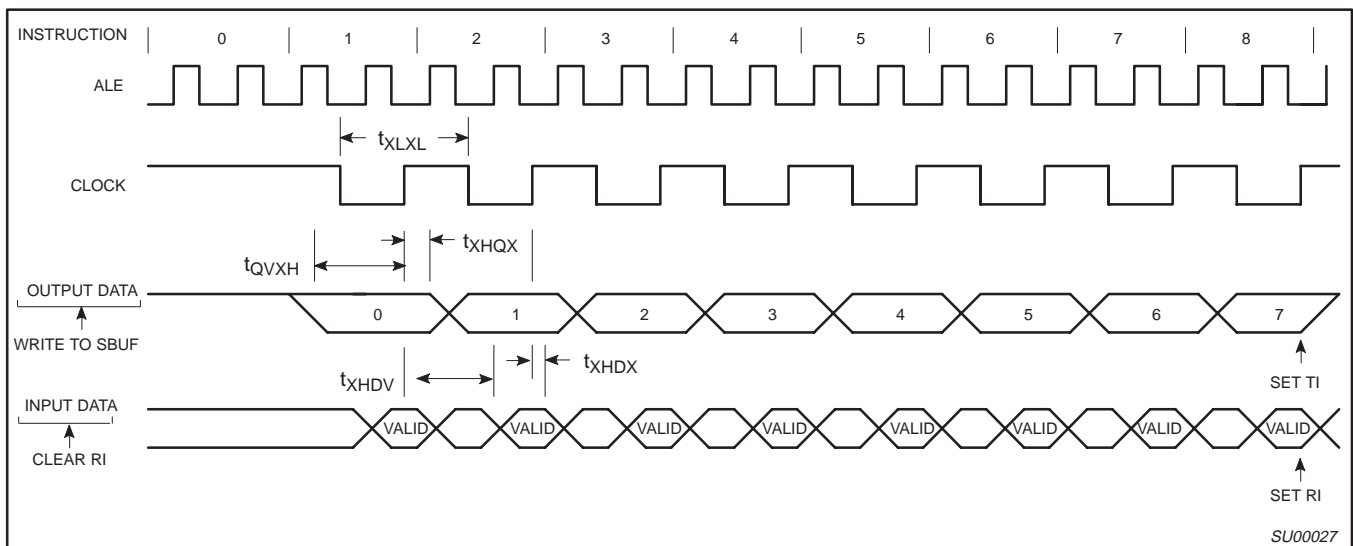 INSTRUCTION 0 1 2 3 4 5 6 7 8
ALE
tXLXL
CLOCK
tXHQX
tQVXH
OUTPUT DATA
0 1 2 3 4 5 6 7
WRITE TO SBUF
tXHDX
tXHDV
SET TI
INPUT DATA
VALID VALID VALID VALID VALID VALID VALID VALID
CLEAR RI
SET RI
SU00027